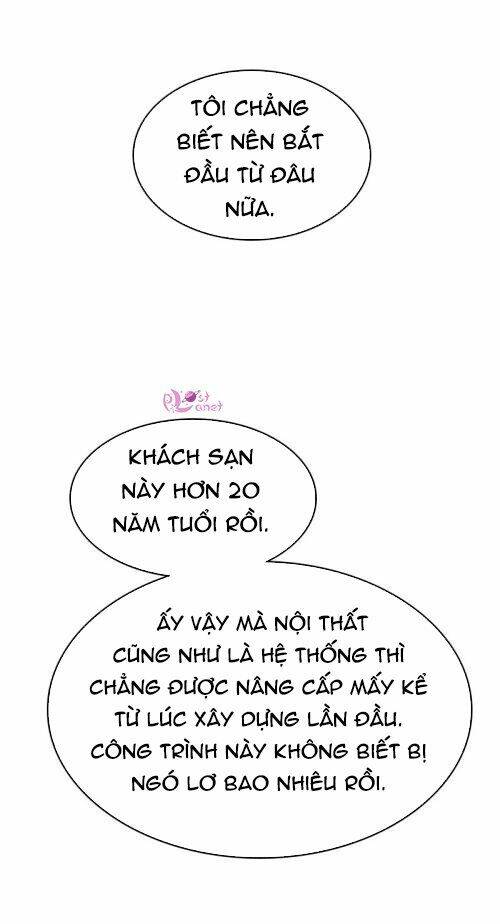 TÔI CHẲNG
BIẾT NÊN BẮT
ĐẦU TỪ ĐÂU
NỮA.
Lost
Planet
KHÁCH SẠN
NÀY HƠN 20
NĂM TUỔI RỒI.
ẤY VẬY MÀ NỘI THẤT
CŨNG NHƯ LÀ HỆ THỐNG THÌ
CHẲNG ĐƯỢC NÂNG CẤP MẤY KỂ
TỪ LÚC XÂY DỰNG LẦN ĐẦU.
CÔNG TRÌNH NÀY KHÔNG BIẾT BỊ
NGÓ LƠ BAO NHIÊU RỒI.